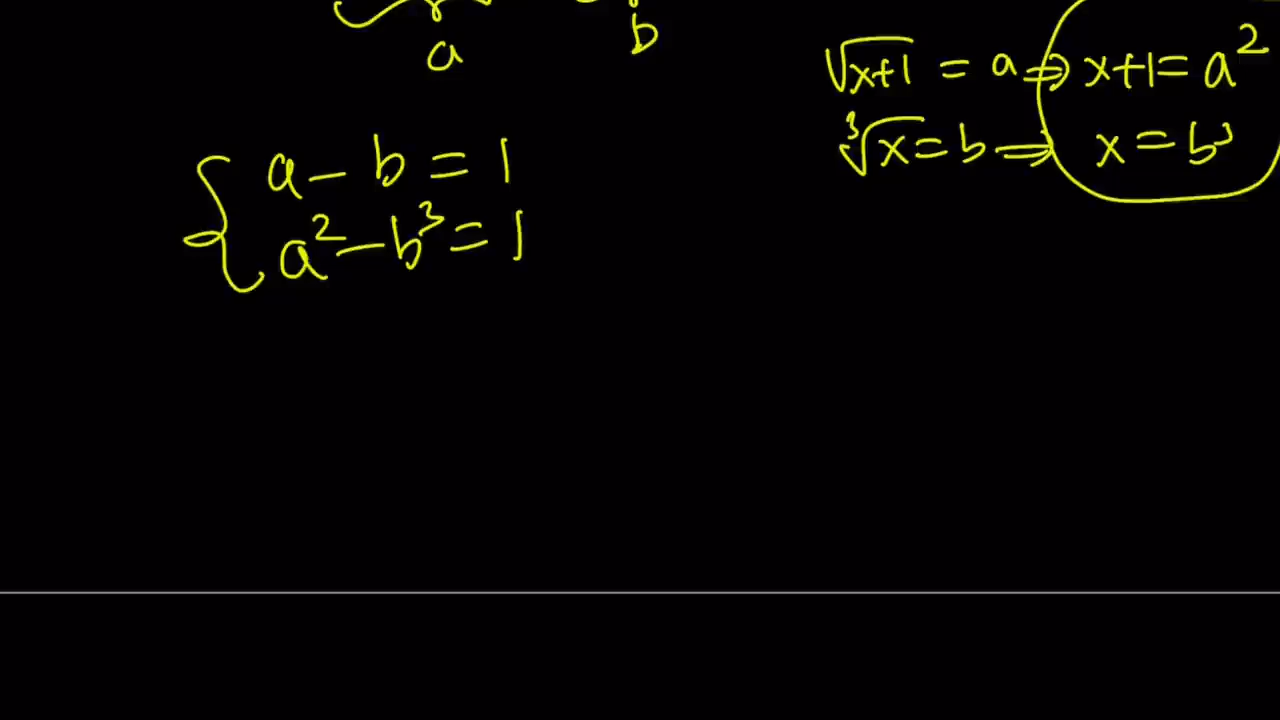 a b
√x+1 = a ⇒ x+1 = a²
∛x = b ⇒ x = b³
a − b = 1
a² − b³ = 1